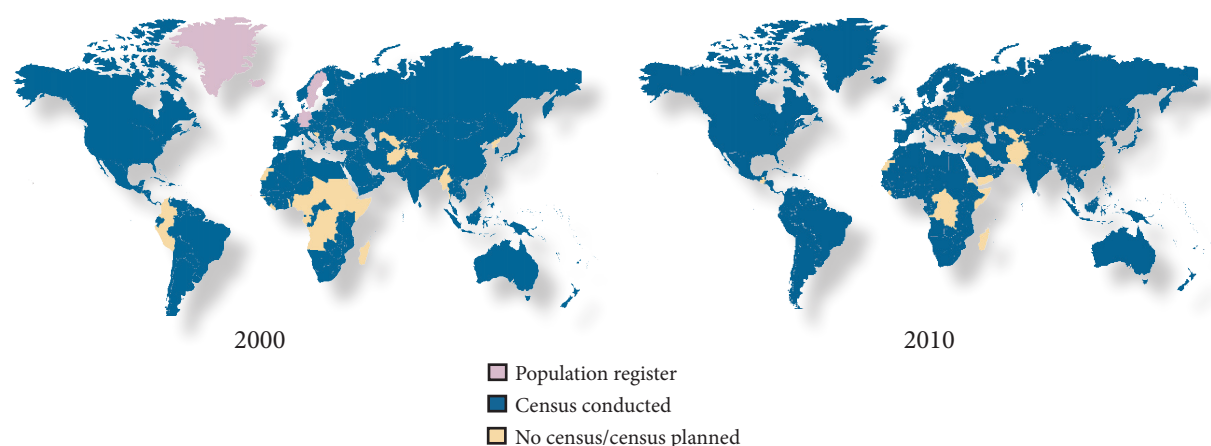 2000
2010
Population register
Census conducted
No census/census planned